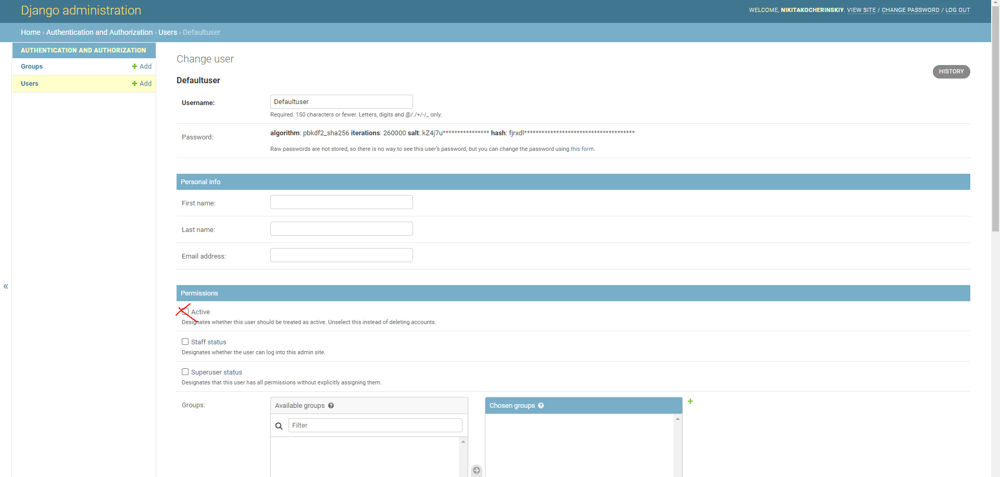 Django administration
WELCOME, NIKITAKOCHERINSKIY. VIEW SITE / CHANGE PASSWORD / LOG OUT
Home › Authentication and Authorization › Users › Defaultuser
AUTHENTICATION AND AUTHORIZATION
Groups + Add
Users + Add
«
Change user
HISTORY
Defaultuser
Username: Defaultuser
Required. 150 characters or fewer. Letters, digits and @/./+/-/_ only.
Password: algorithm: pbkdf2_sha256 iterations: 260000 salt: kZ4j7u**************** hash: fjrxdl**************************************
Raw passwords are not stored, so there is no way to see this user’s password, but you can change the password using this form.
Personal info
First name:
Last name:
Email address:
Permissions
Active
Designates whether this user should be treated as active. Unselect this instead of deleting accounts.
Staff status
Designates whether the user can log into this admin site.
Superuser status
Designates that this user has all permissions without explicitly assigning them.
Groups: Available groups ? Chosen groups ? +
Filter